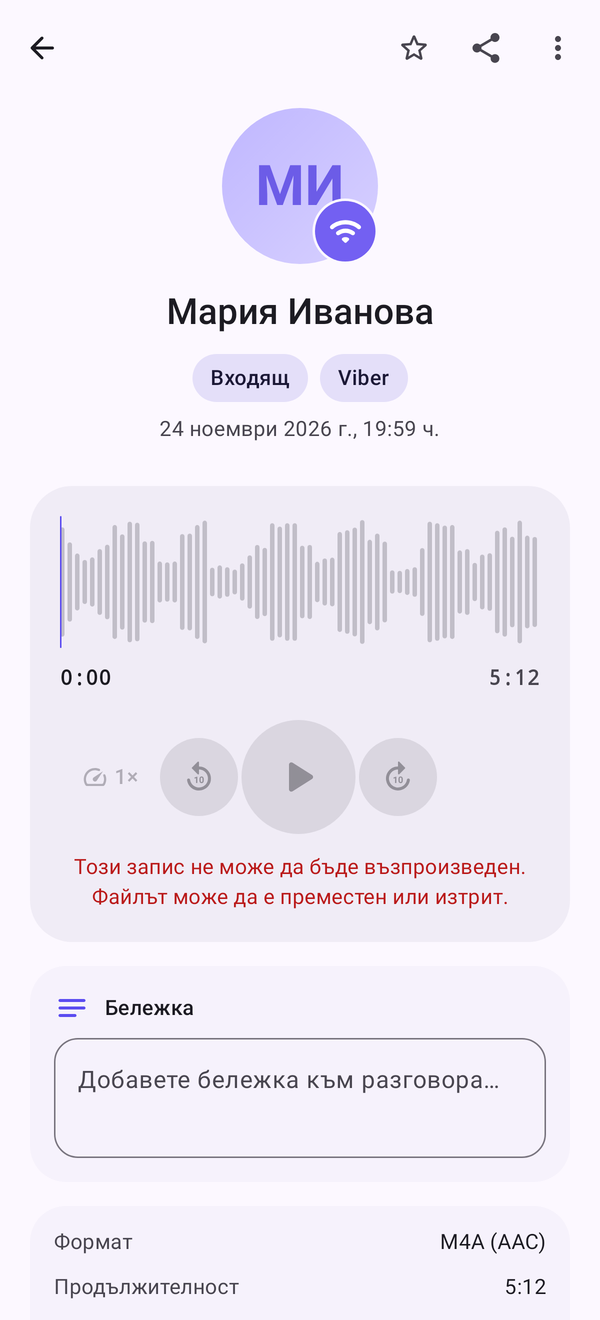 МИ
Мария Иванова
Входящ
Viber
24 ноември 2026 г., 19:59 ч.
0:00
5:12
1×
10
10
Този запис не може да бъде възпроизведен.
Файлът може да е преместен или изтрит.
Бележка
Добавете бележка към разговора…
Формат
M4A (AAC)
Продължителност
5:12